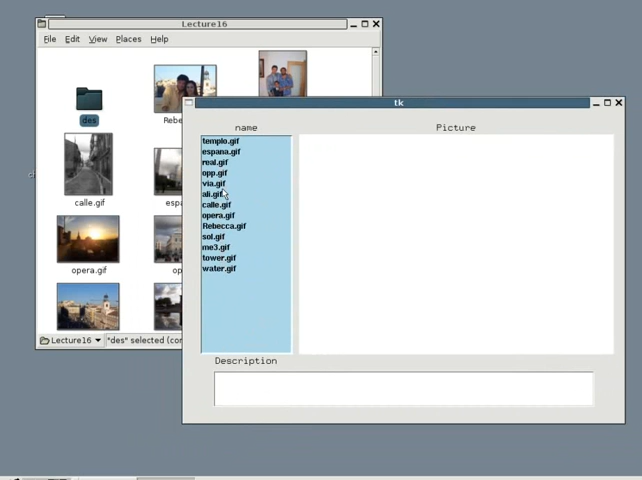 Lecture16
File Edit View Places Help
des
Rebe
calle.gif
espa
opera.gif
op
Lecture16
"des" selected (con
tk
name
Picture
templo.gif
espana.gif
real.gif
opp.gif
via.gif
ali.gif
calle.gif
opera.gif
Rebecca.gif
sol.gif
me3.gif
tower.gif
water.gif
Description